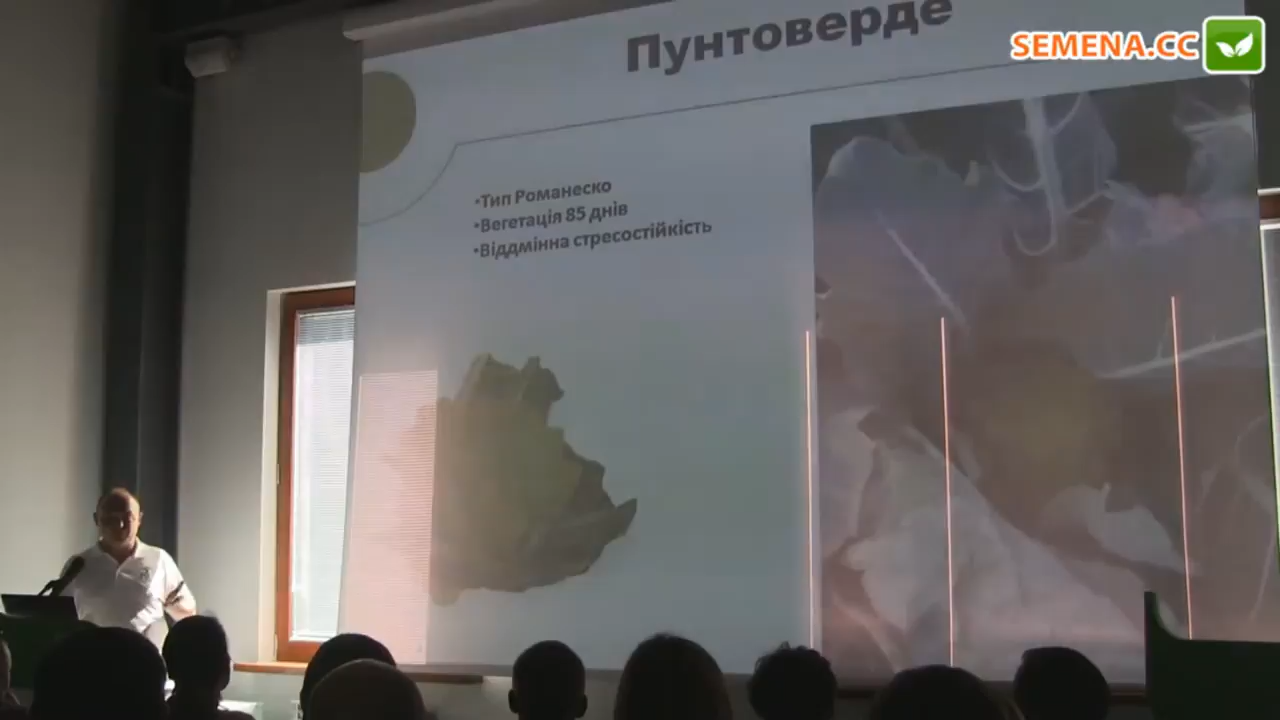 SEMENA.CC
Пунтоверде
•Тип Романеско
•Вегетація 85 днів
•Віддмінна стресостійкість